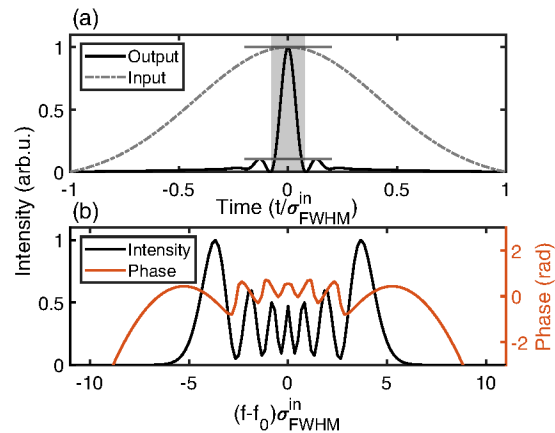 (a)
1
Output
Input
0.5
0
-1
-0.5
0
0.5
1
Time (t/σ^in_FWHM)
Intensity (arb.u.)
(b)
1
Intensity
Phase
0.5
0
2
0
-2
Phase (rad)
-10
-5
0
5
10
(f-f_0)σ^in_FWHM